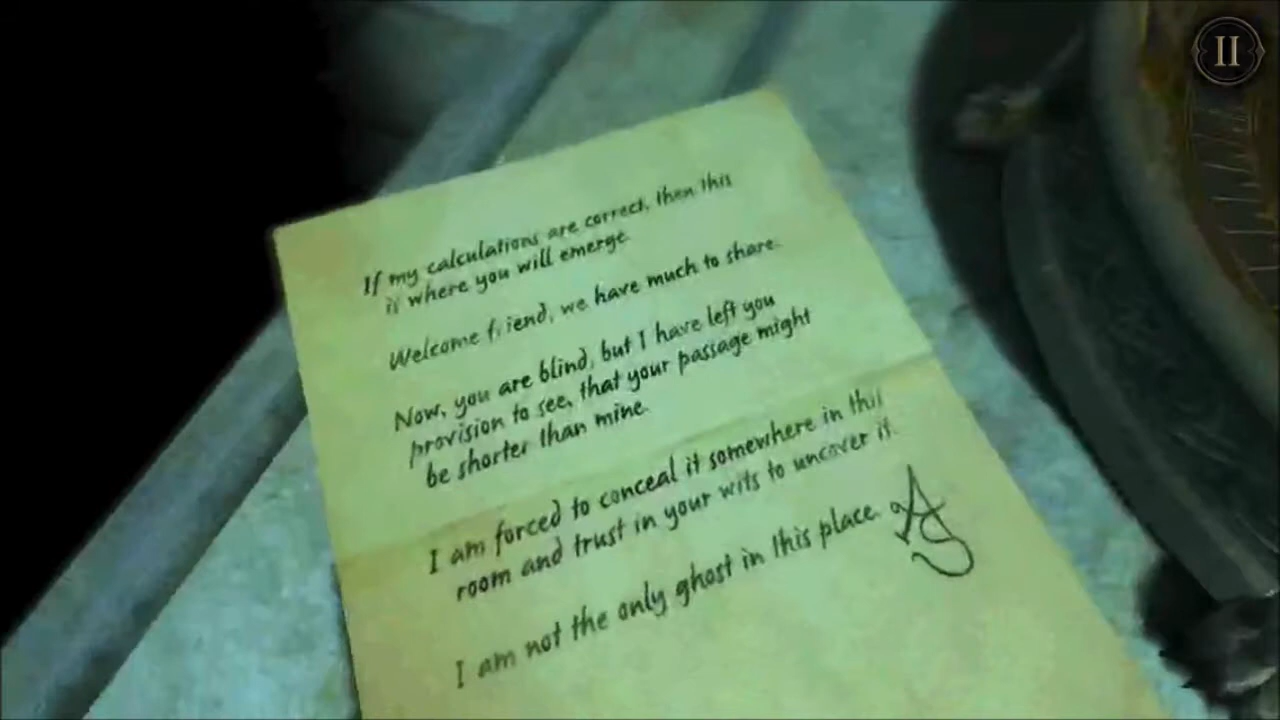 If my calculations are correct, then this
is where you will emerge.
Welcome friend, we have much to share.
Now, you are blind, but I have left you
provision to see, that your passage might
be shorter than mine.
I am forced to conceal it somewhere in this
room and trust in your wits to uncover it.
I am not the only ghost in this place.
AS
II